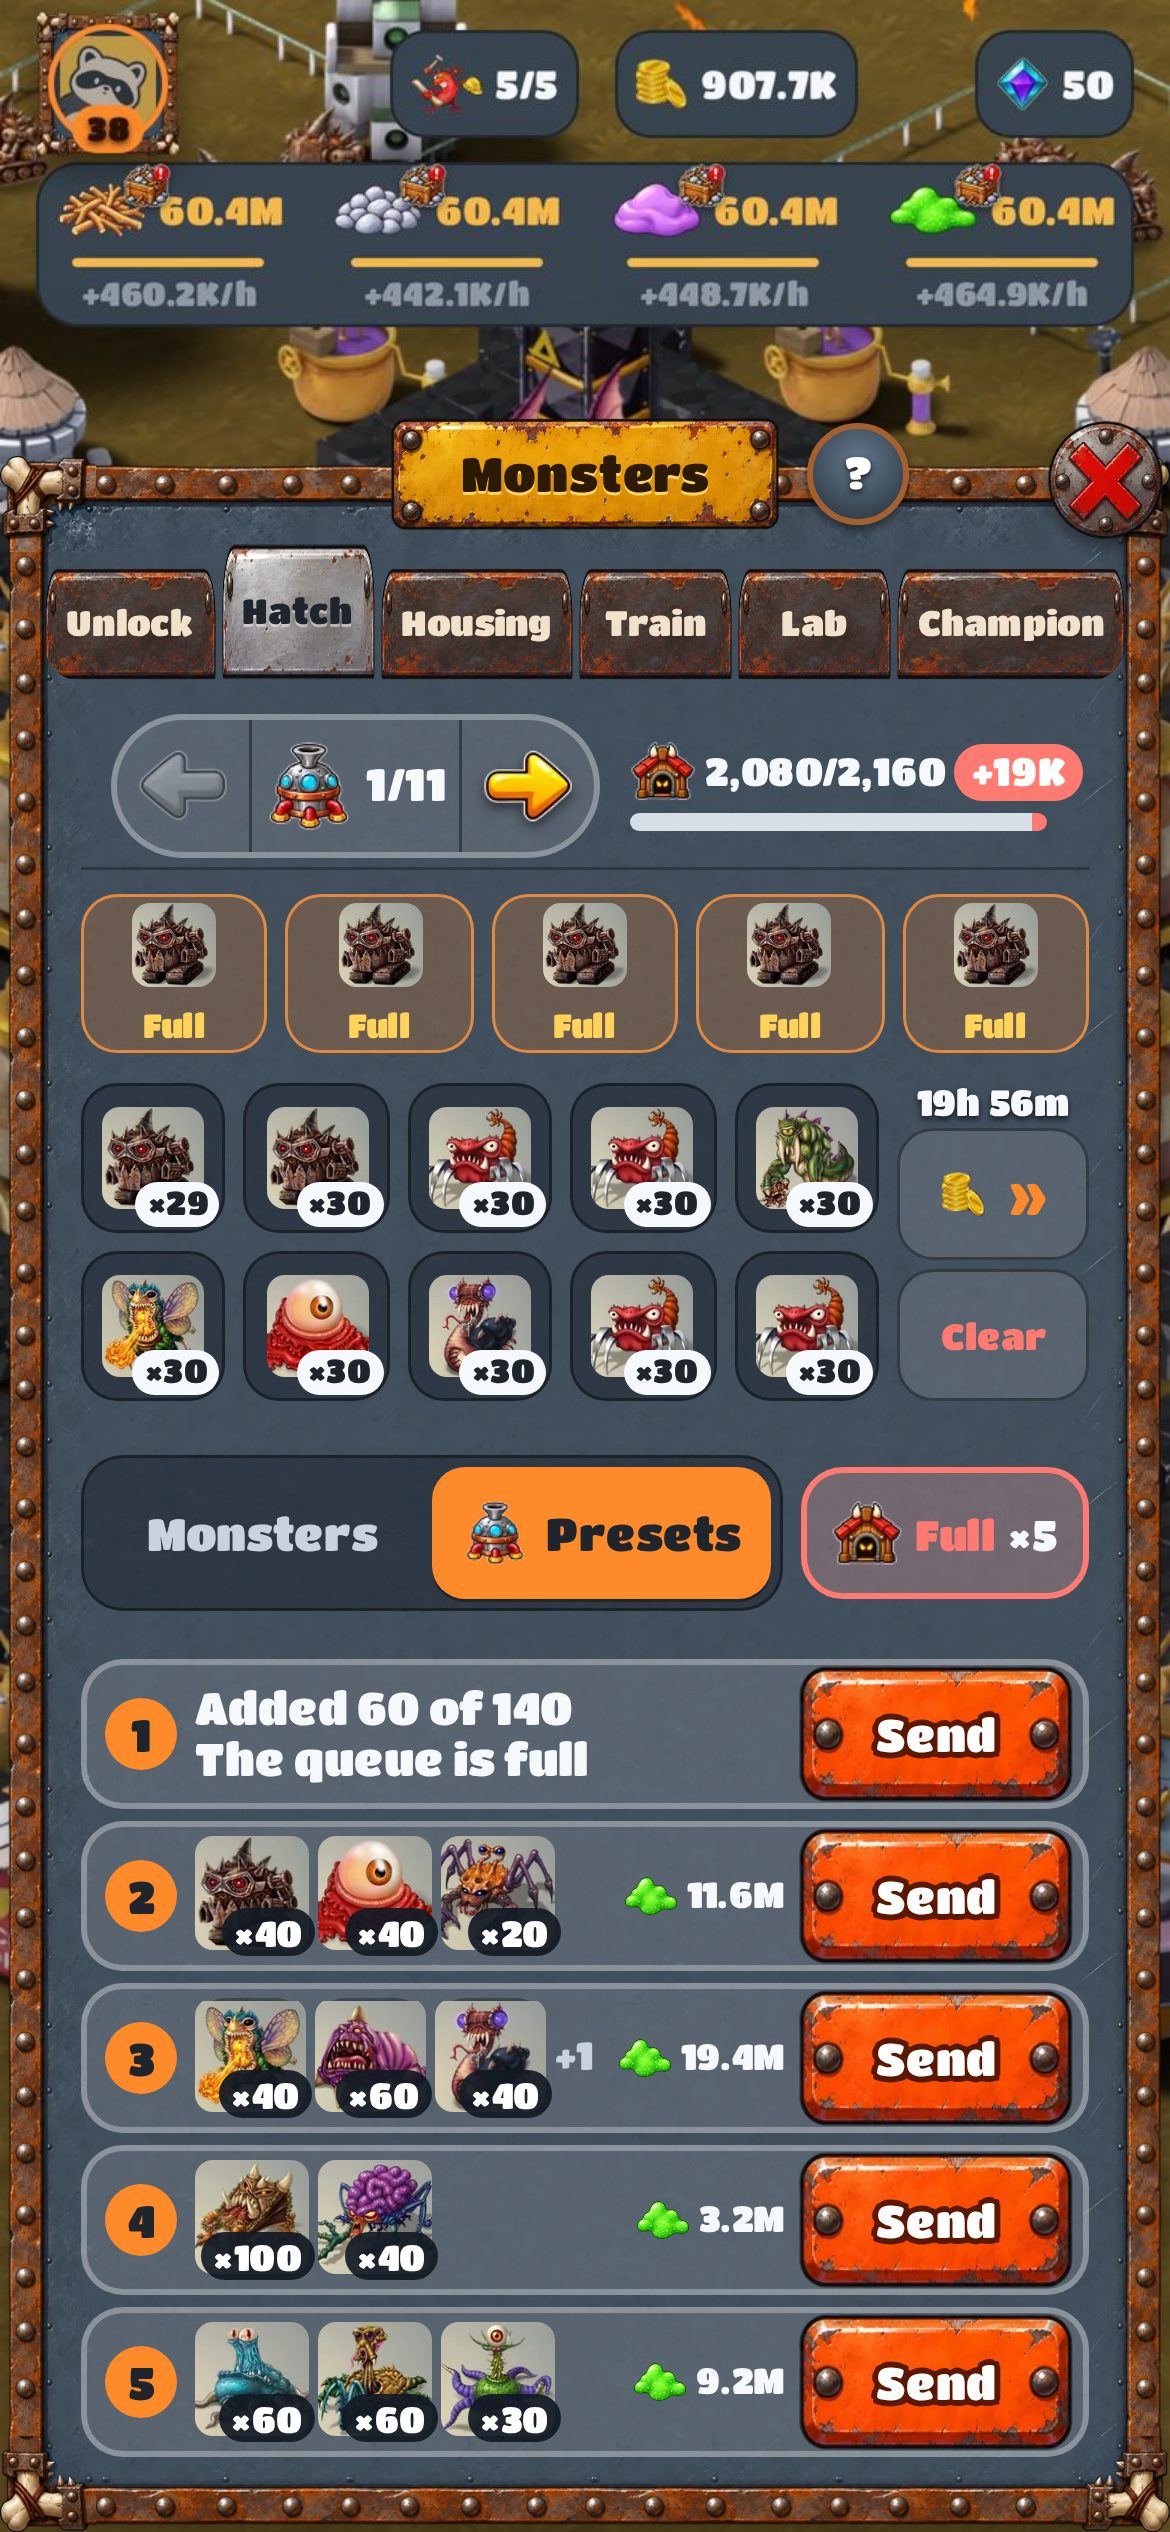 38
5/5
907.7K
50
60.4M
60.4M
60.4M
60.4M
+460.2K/h
+442.1K/h
+448.7K/h
+464.9K/h
Monsters
?
Unlock
Hatch
Housing
Train
Lab
Champion
1/11
2,080/2,160
+19K
Full
Full
Full
Full
Full
×29
×30
×30
×30
×30
19h 56m
×30
×30
×30
×30
×30
Clear
Monsters
Presets
Full ×5
1
Added 60 of 140
The queue is full
Send
2
×40
×40
×20
11.6M
Send
3
×40
×60
×40
+1
19.4M
Send
4
×100
×40
3.2M
Send
5
×60
×60
×30
9.2M
Send